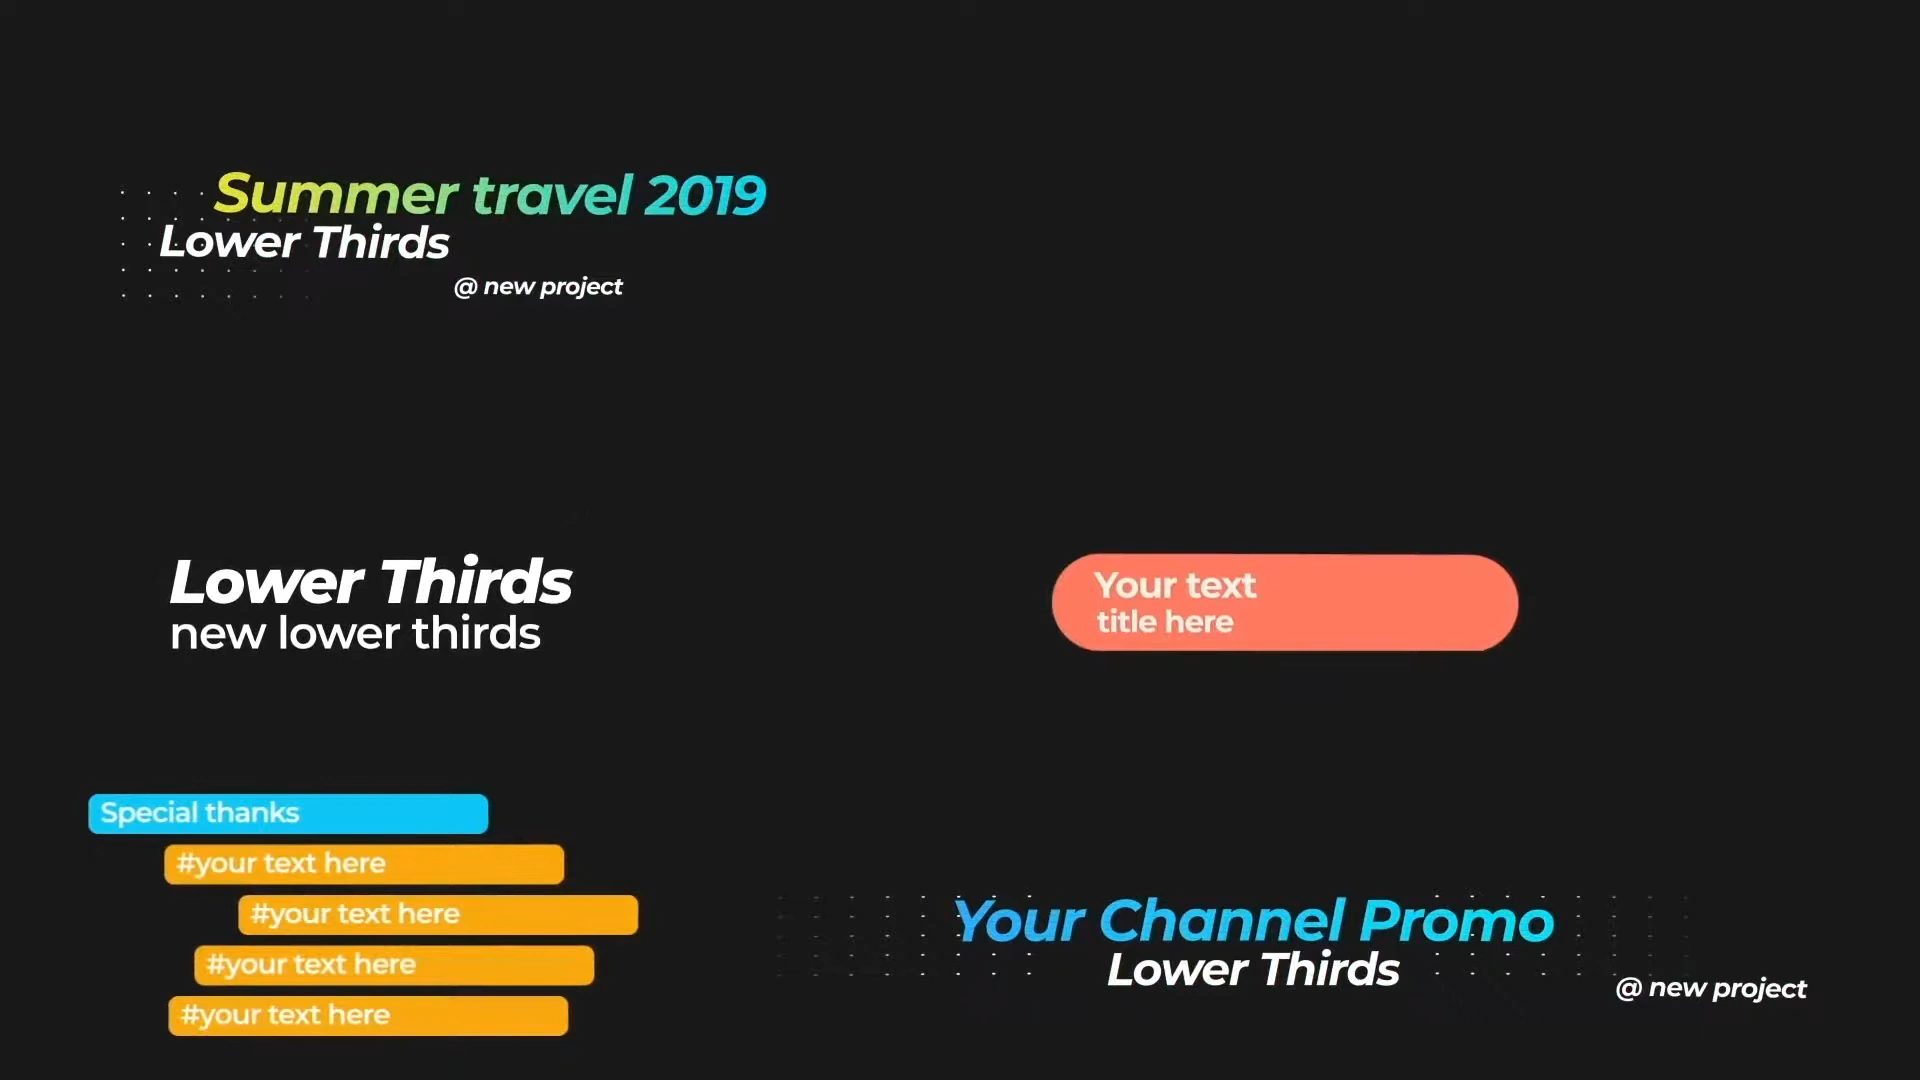 Summer travel 2019
Lower Thirds
@ new project
Lower Thirds
new lower thirds
Your text
title here
Special thanks
#your text here
#your text here
#your text here
#your text here
Your Channel Promo
Lower Thirds
@ new project